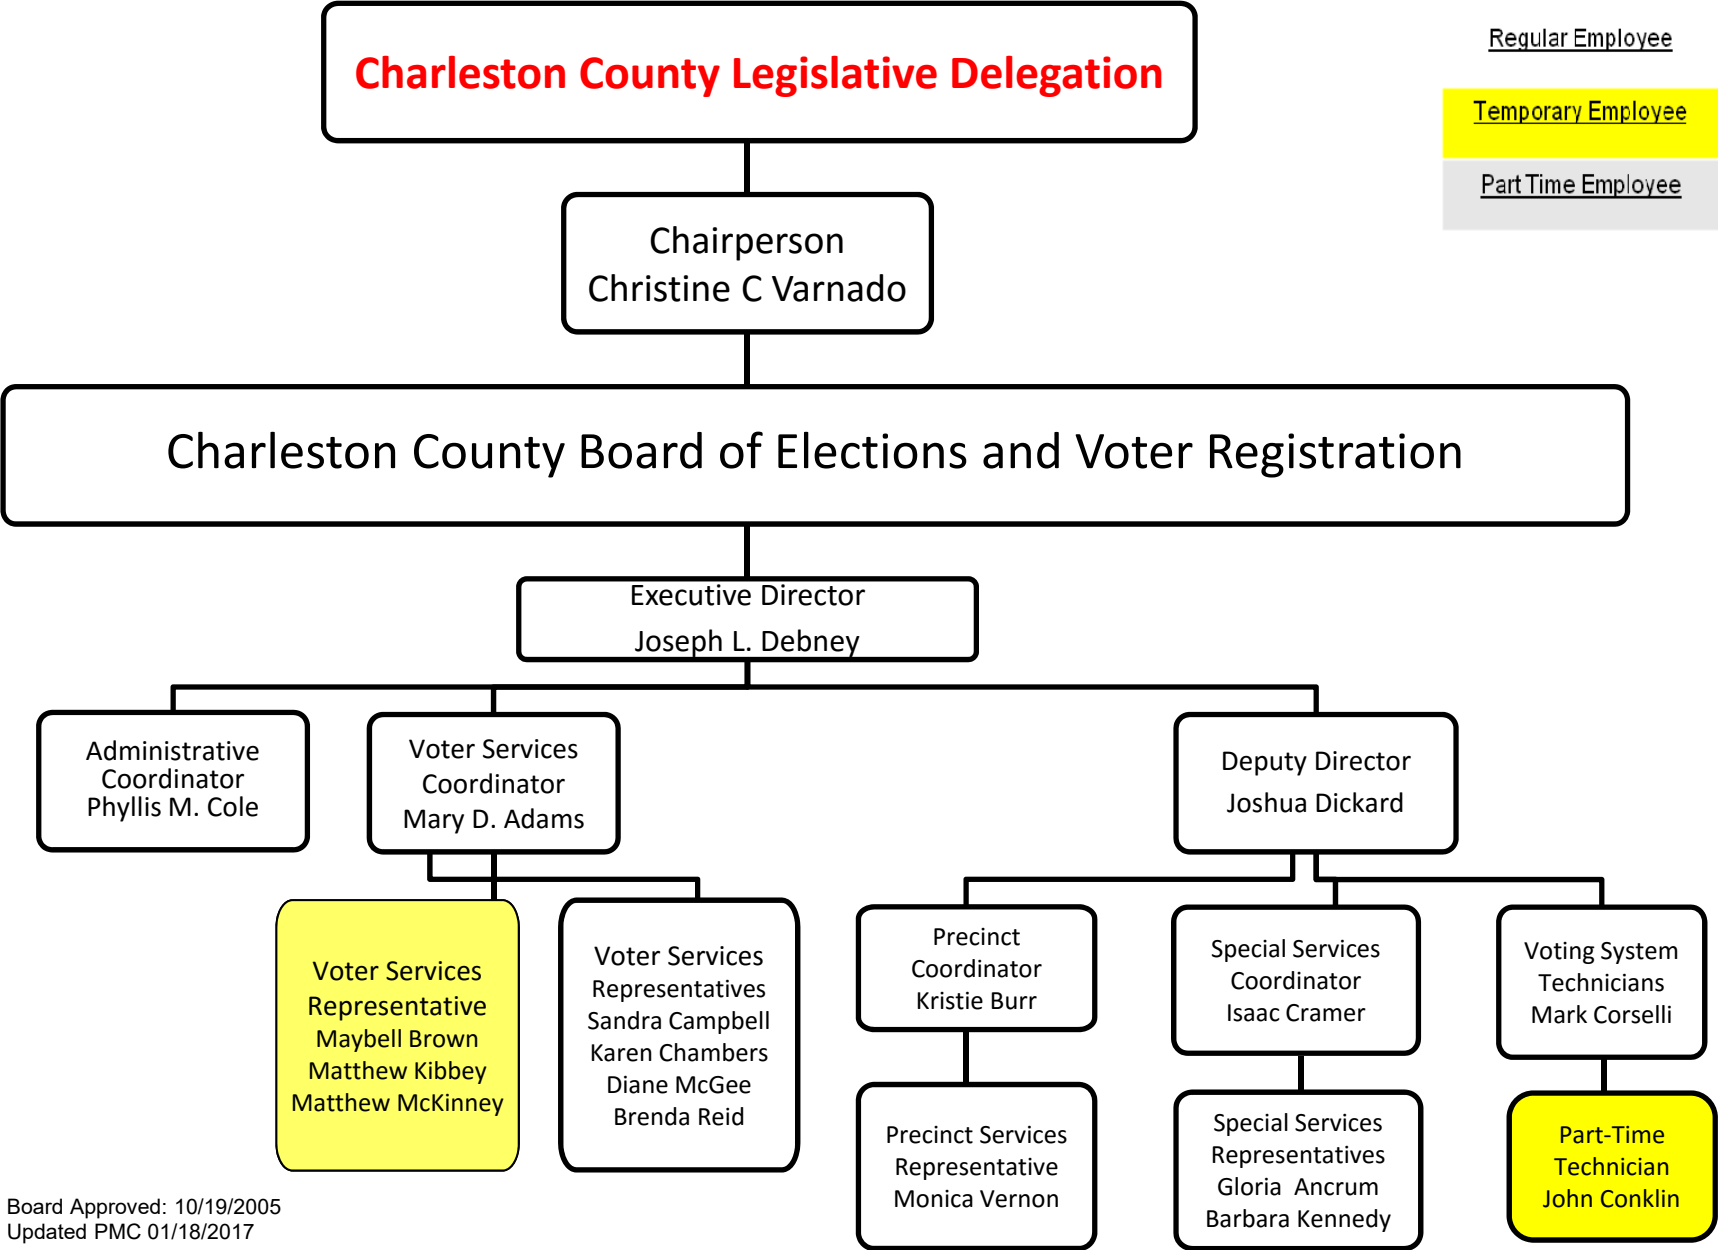 Charleston County Legislative Delegation
Regular Employee
Temporary Employee
Part Time Employee
Chairperson
Christine C Varnado
Charleston County Board of Elections and Voter Registration
Executive Director
Joseph L. Debney
Administrative
Coordinator
Phyllis M. Cole
Voter Services
Coordinator
Mary D. Adams
Deputy Director
Joshua Dickard
Voter Services
Representative
Maybell Brown
Matthew Kibbey
Matthew McKinney
Voter Services
Representatives
Sandra Campbell
Karen Chambers
Diane McGee
Brenda Reid
Precinct
Coordinator
Kristie Burr
Special Services
Coordinator
Isaac Cramer
Voting System
Technicians
Mark Corselli
Precinct Services
Representative
Monica Vernon
Special Services
Representatives
Gloria  Ancrum
Barbara Kennedy
Part-Time
Technician
John Conklin
Board Approved: 10/19/2005
Updated PMC 01/18/2017